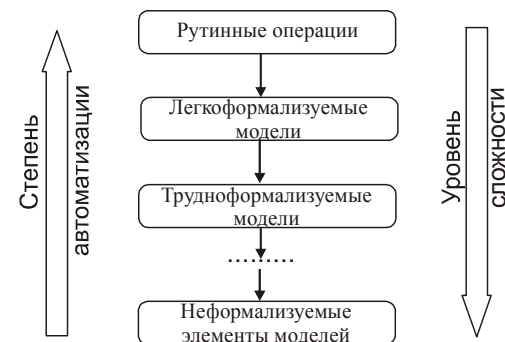 Рутинные операции
Легкоформализуемые
модели
Трудноформализуемые
модели
.........
Неформализуемые
элементы моделей
Степень
автоматизации
Уровень
сложности